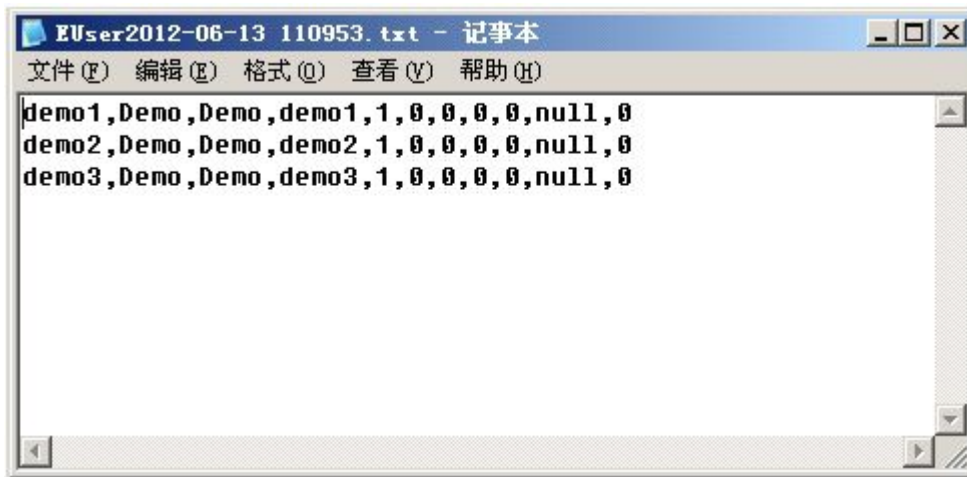 EUser2012-06-13 110953.txt - 记事本
文件(F) 编辑(E) 格式(O) 查看(V) 帮助(H)
demo1,Demo,Demo,demo1,1,0,0,0,0,null,0
demo2,Demo,Demo,demo2,1,0,0,0,0,null,0
demo3,Demo,Demo,demo3,1,0,0,0,0,null,0